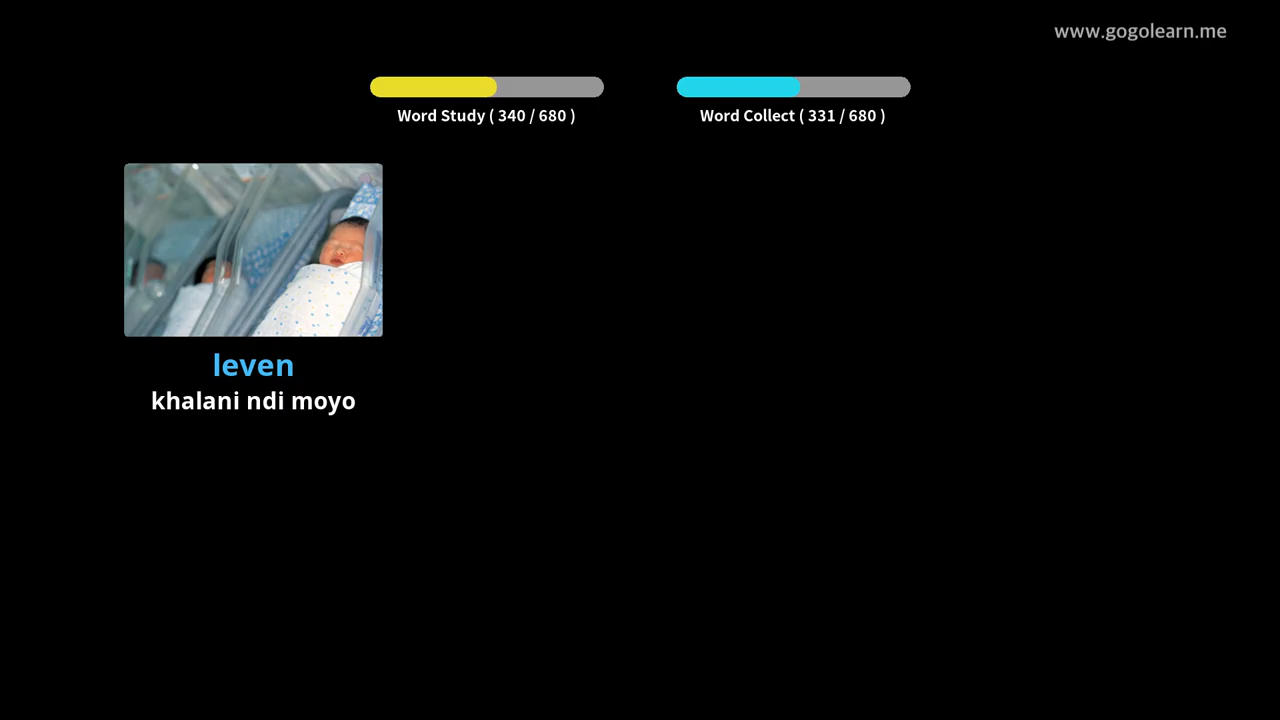 www.gogolearn.me
Word Study ( 340 / 680 )
Word Collect ( 331 / 680 )
leven
khalani ndi moyo